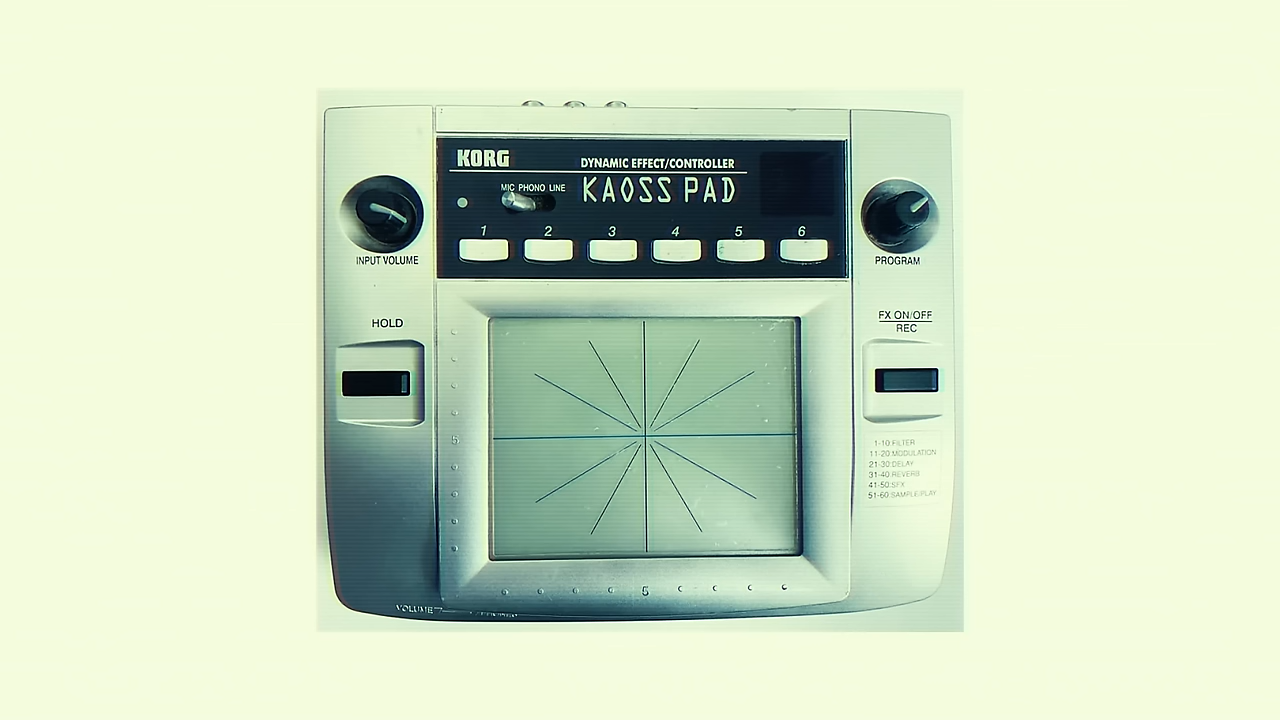 KORG
DYNAMIC EFFECT/CONTROLLER
MIC PHONO LINE
KAOSS PAD
1 2 3 4 5 6
INPUT VOLUME
PROGRAM
HOLD
FX ON/OFF
REC
1-10:FILTER
11-20:MODULATION
21-30:DELAY
31-40:REVERB
41-50:SFX
51-60:SAMPLE/PLAY
5
5
VOLUME